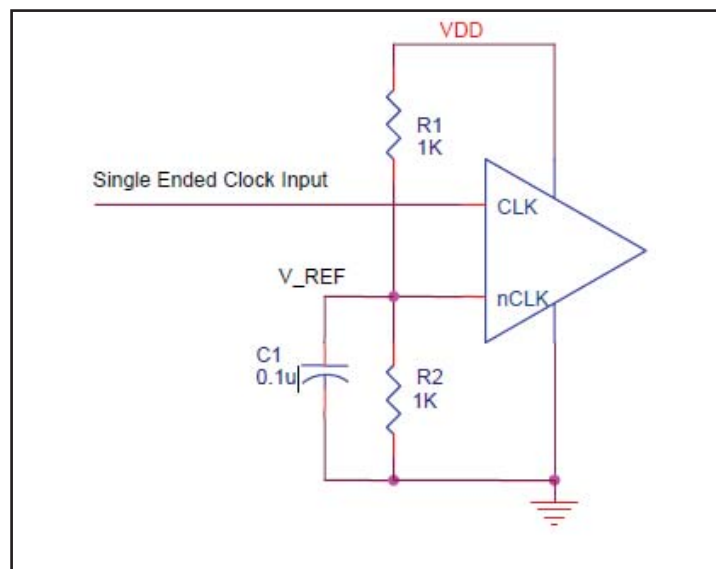 VDD
R1
1K
Single Ended Clock Input
CLK
V_REF
nCLK
C1
0.1u
R2
1K